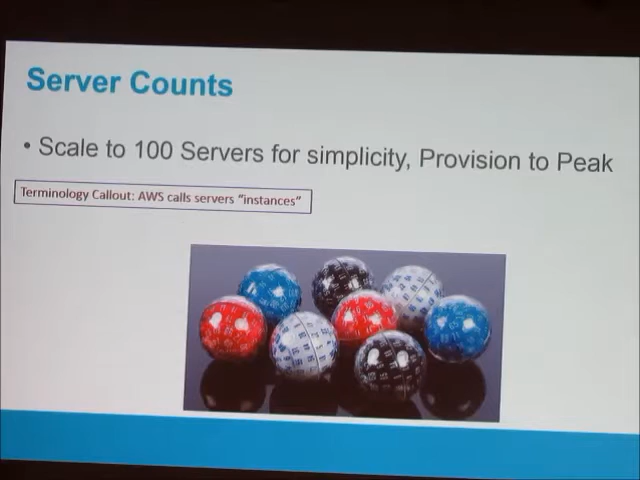 Server Counts
• Scale to 100 Servers for simplicity, Provision to Peak
Terminology Callout: AWS calls servers “instances”